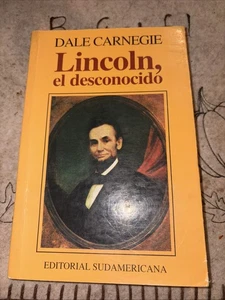 DALE CARNEGIE
Lincoln,
el desconocido
EDITORIAL SUDAMERICANA